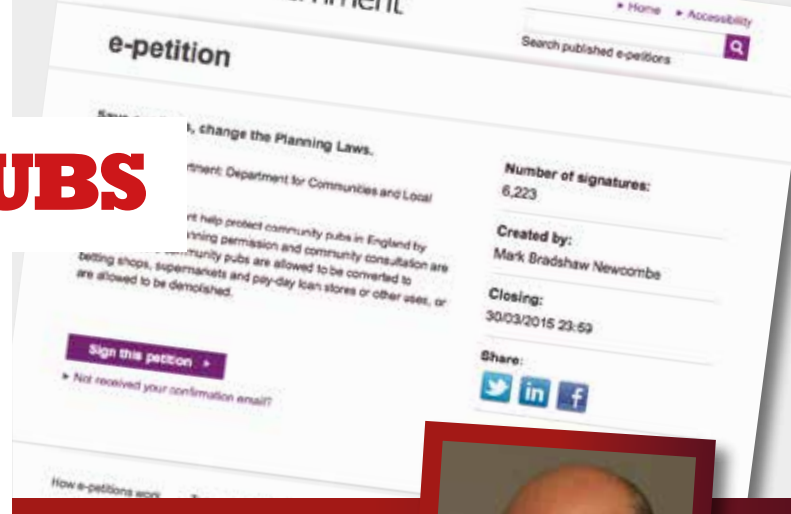 ► Home ► Accessibility
Search published e-petitions
e-petition
, change the Planning Laws.
UBS
Department for Communities and Local
help protect community pubs in England by
planning permission and community consultation are
community pubs are allowed to be converted to
betting shops, supermarkets and pay-day loan stores or other uses, or
are allowed to be demolished.
Sign this petition ►
► Not received your confirmation email?
Number of signatures:
6,223
Created by:
Mark Bradshaw Newcombe
Closing:
30/03/2015 23:59
Share:
in f
How e-petitions work